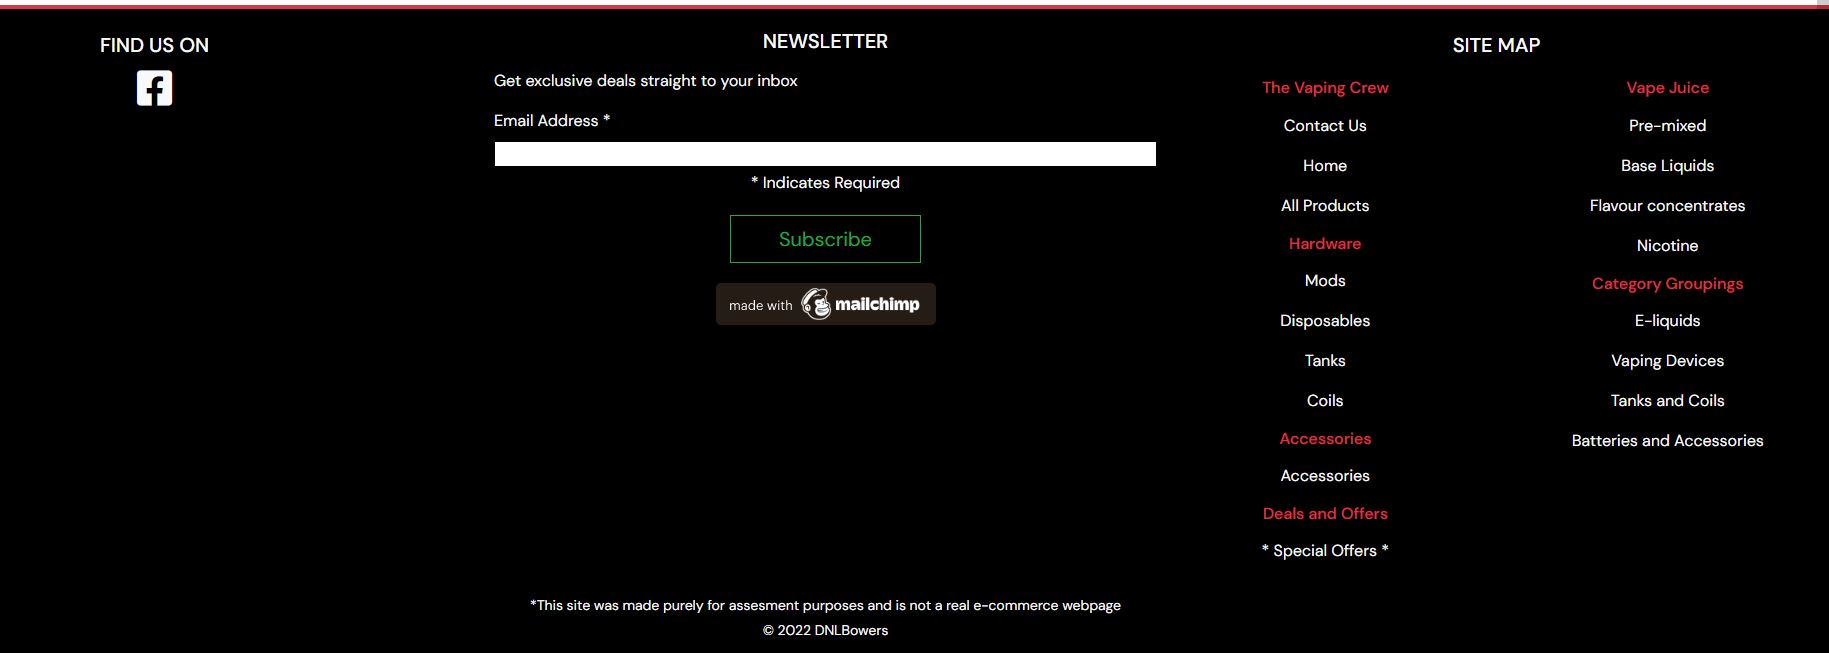 FIND US ON
NEWSLETTER
Get exclusive deals straight to your inbox
Email Address *
* Indicates Required
Subscribe
made with mailchimp
SITE MAP
The Vaping Crew
Contact Us
Home
All Products
Hardware
Mods
Disposables
Tanks
Coils
Accessories
Accessories
Deals and Offers
* Special Offers *
Vape Juice
Pre-mixed
Base Liquids
Flavour concentrates
Nicotine
Category Groupings
E-liquids
Vaping Devices
Tanks and Coils
Batteries and Accessories
*This site was made purely for assesment purposes and is not a real e-commerce webpage
© 2022 DNLBowers